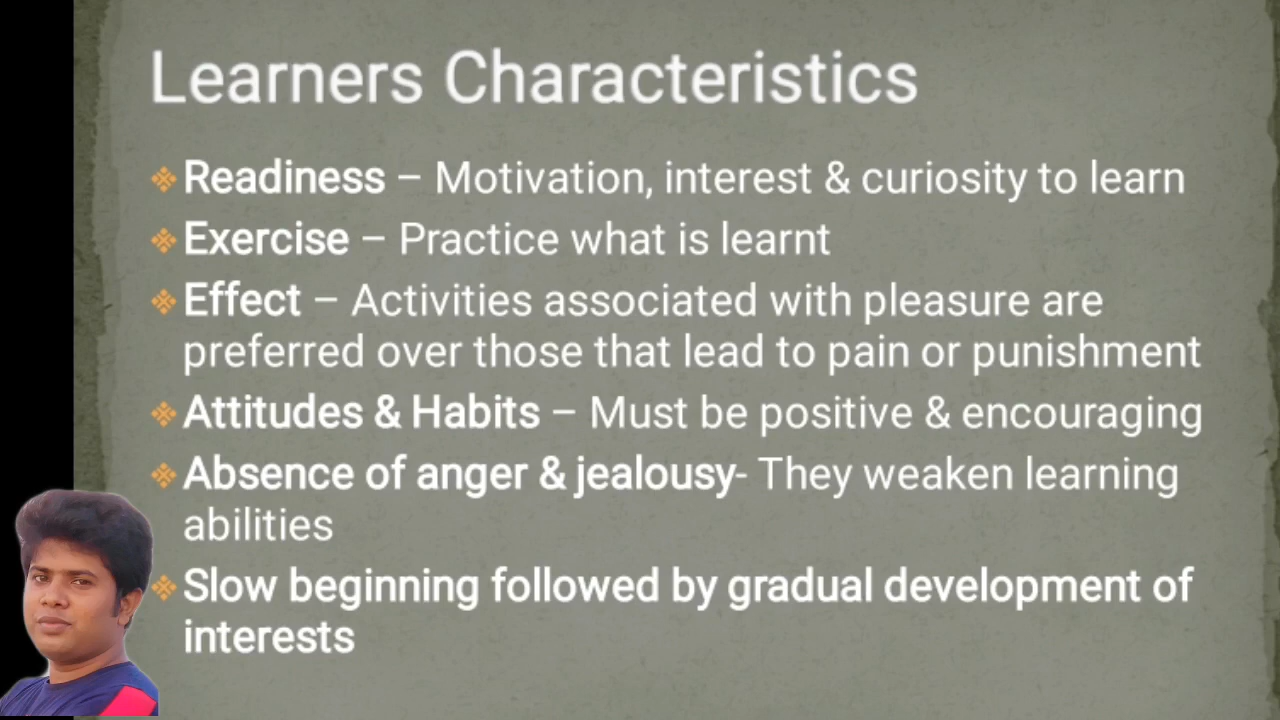 Learners Characteristics
Readiness – Motivation, interest & curiosity to learn
Exercise – Practice what is learnt
Effect – Activities associated with pleasure are
preferred over those that lead to pain or punishment
Attitudes & Habits – Must be positive & encouraging
Absence of anger & jealousy- They weaken learning
abilities
Slow beginning followed by gradual development of
interests